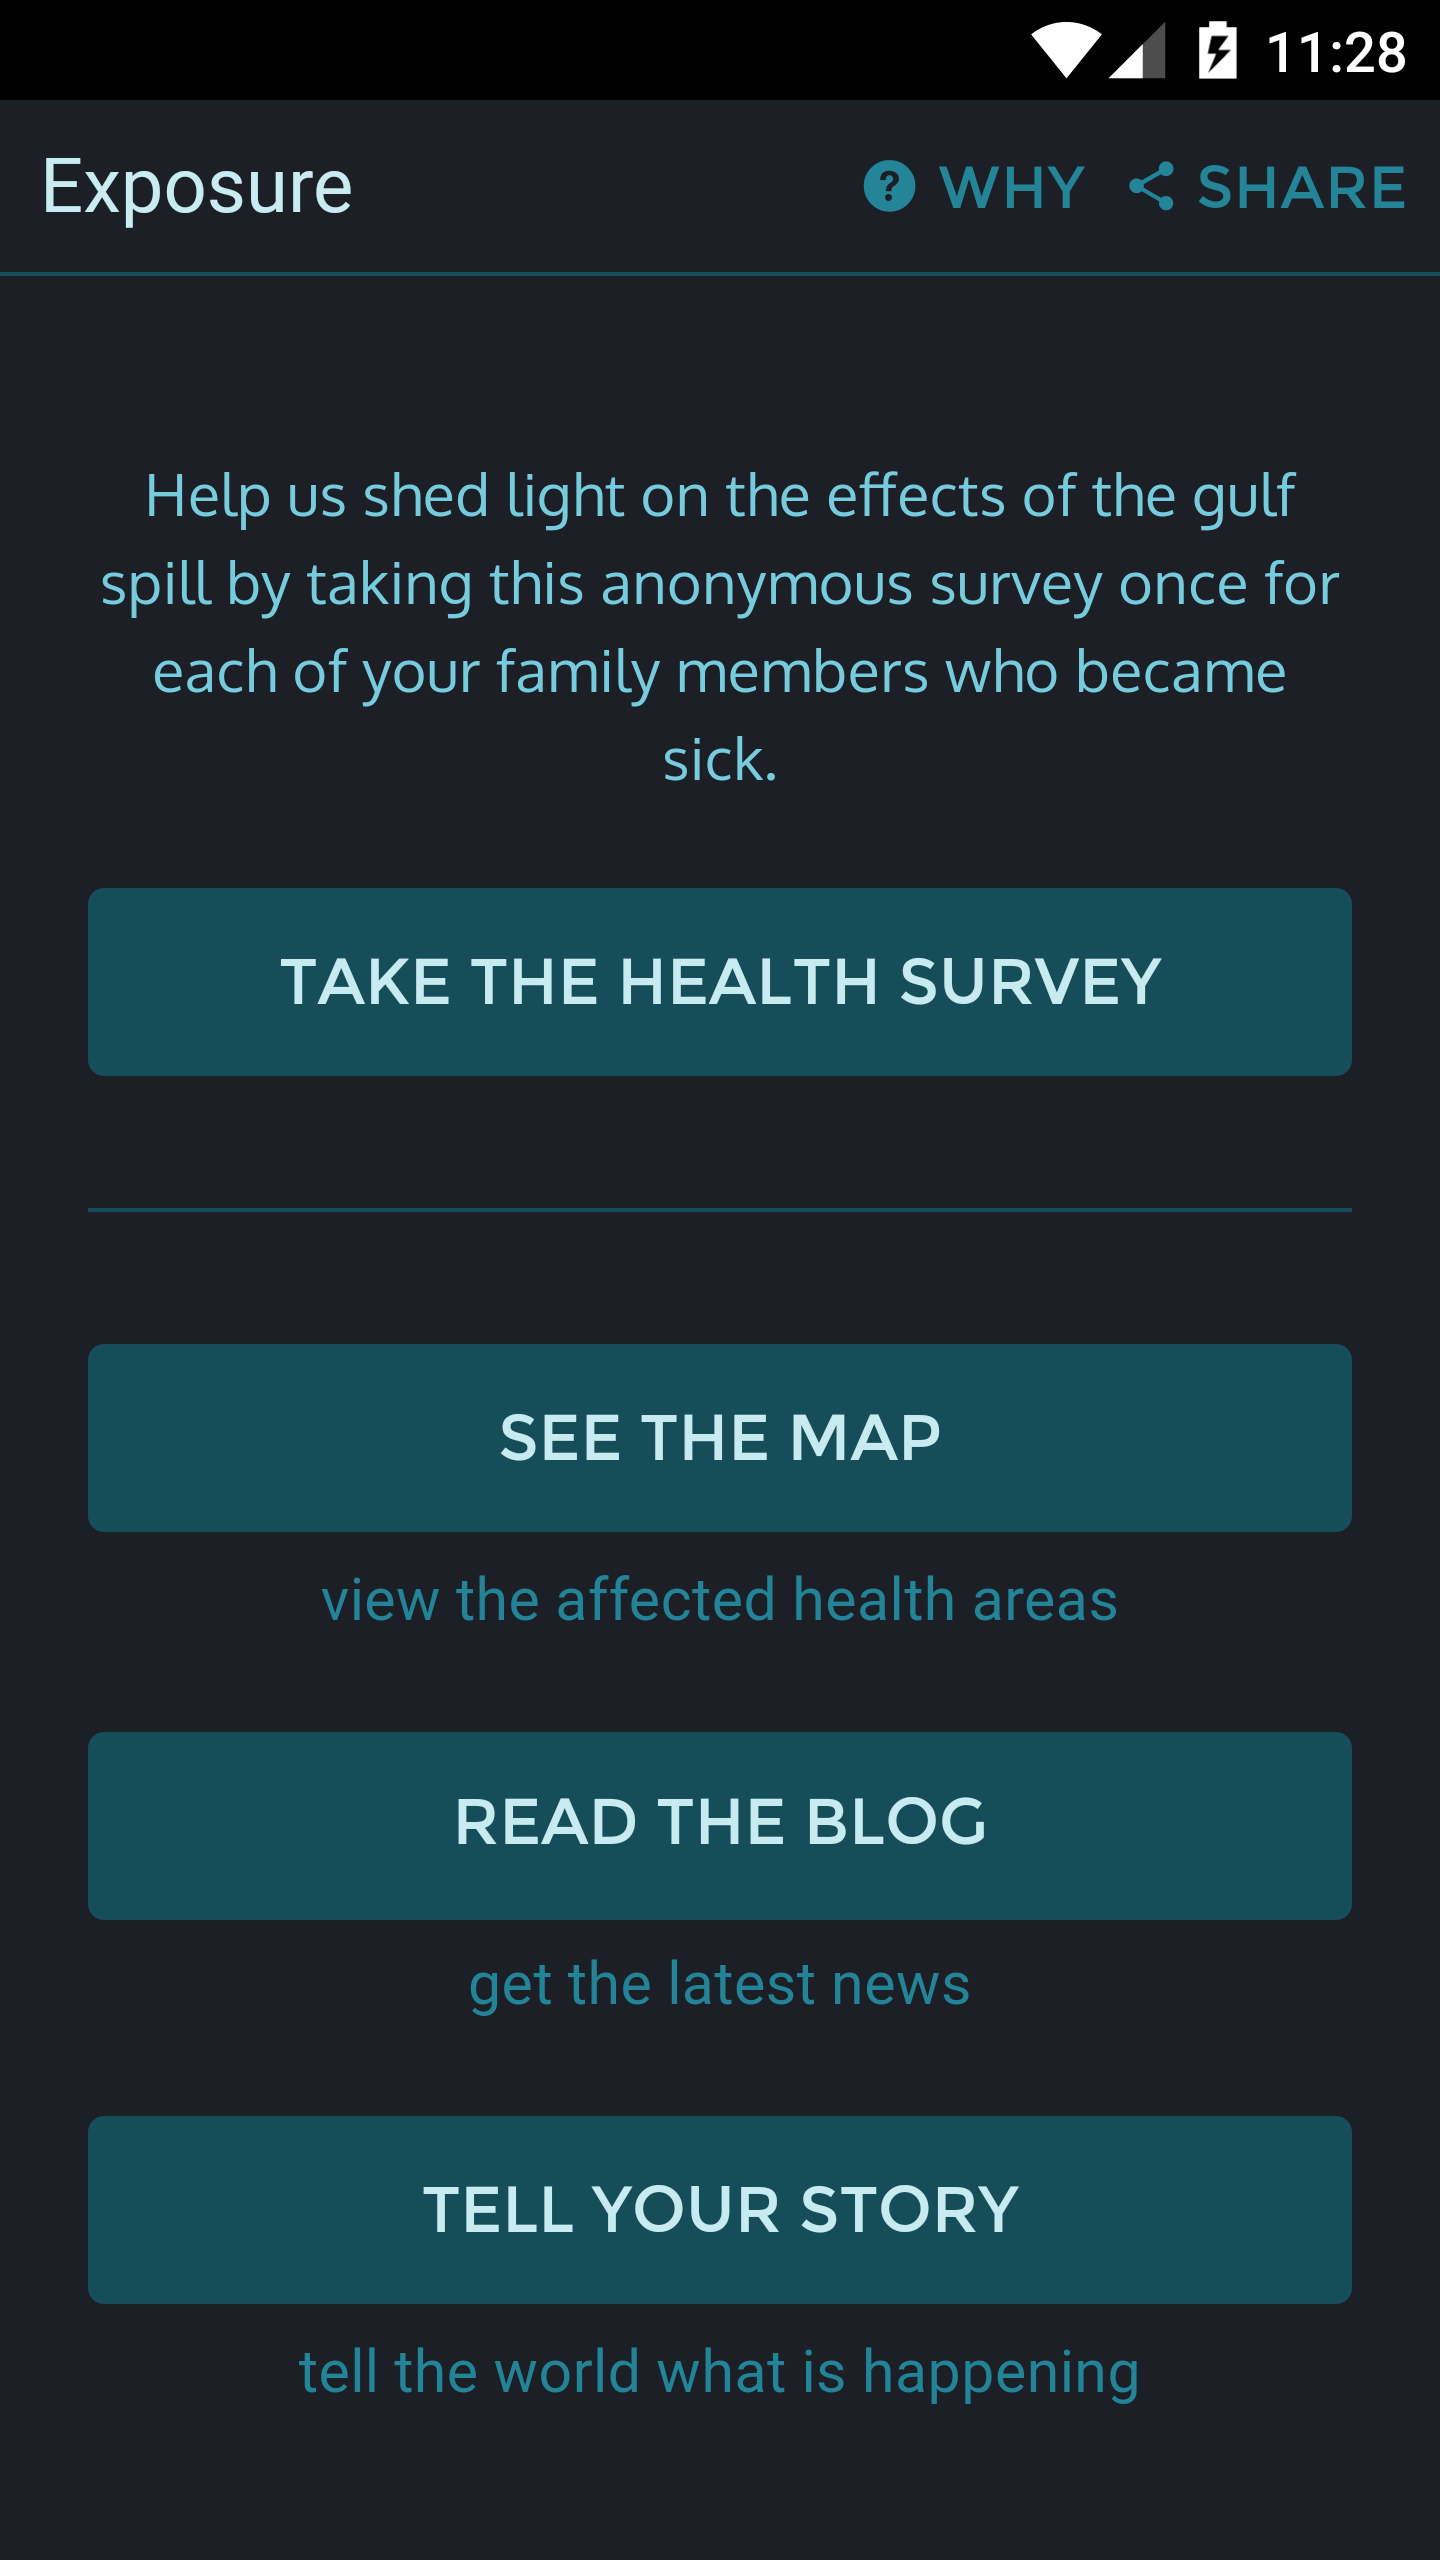 11:28
Exposure
? WHY
SHARE
Help us shed light on the effects of the gulf
spill by taking this anonymous survey once for
each of your family members who became
sick.
TAKE THE HEALTH SURVEY
SEE THE MAP
view the affected health areas
READ THE BLOG
get the latest news
TELL YOUR STORY
tell the world what is happening